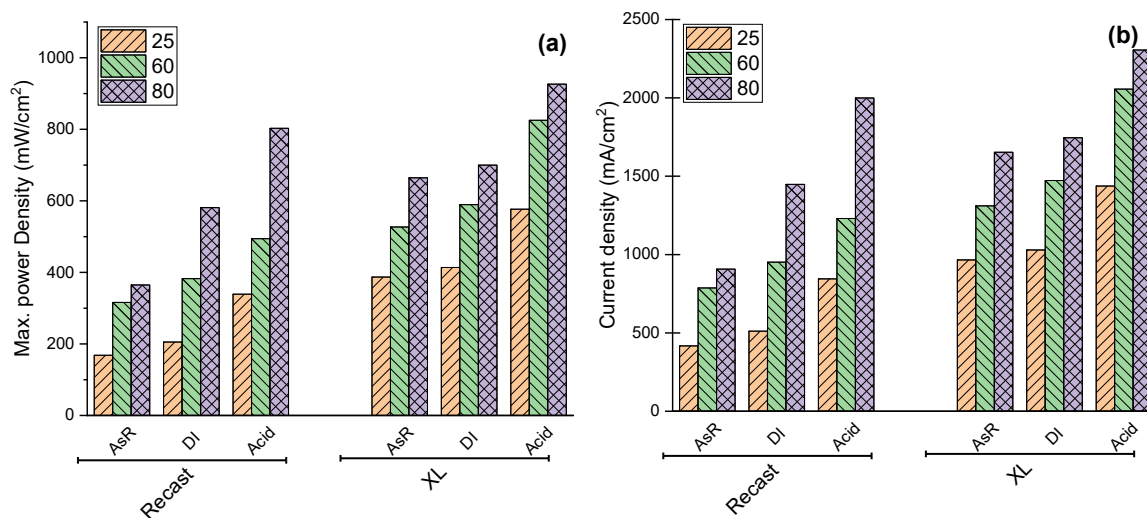 (a)
25
60
80
Max. power Density (mW/cm²)
1000
800
600
400
200
0
AsR
DI
Acid
AsR
DI
Acid
Recast
XL
(b)
25
60
80
Current density (mA/cm²)
2500
2000
1500
1000
500
0
AsR
DI
Acid
AsR
DI
Acid
Recast
XL